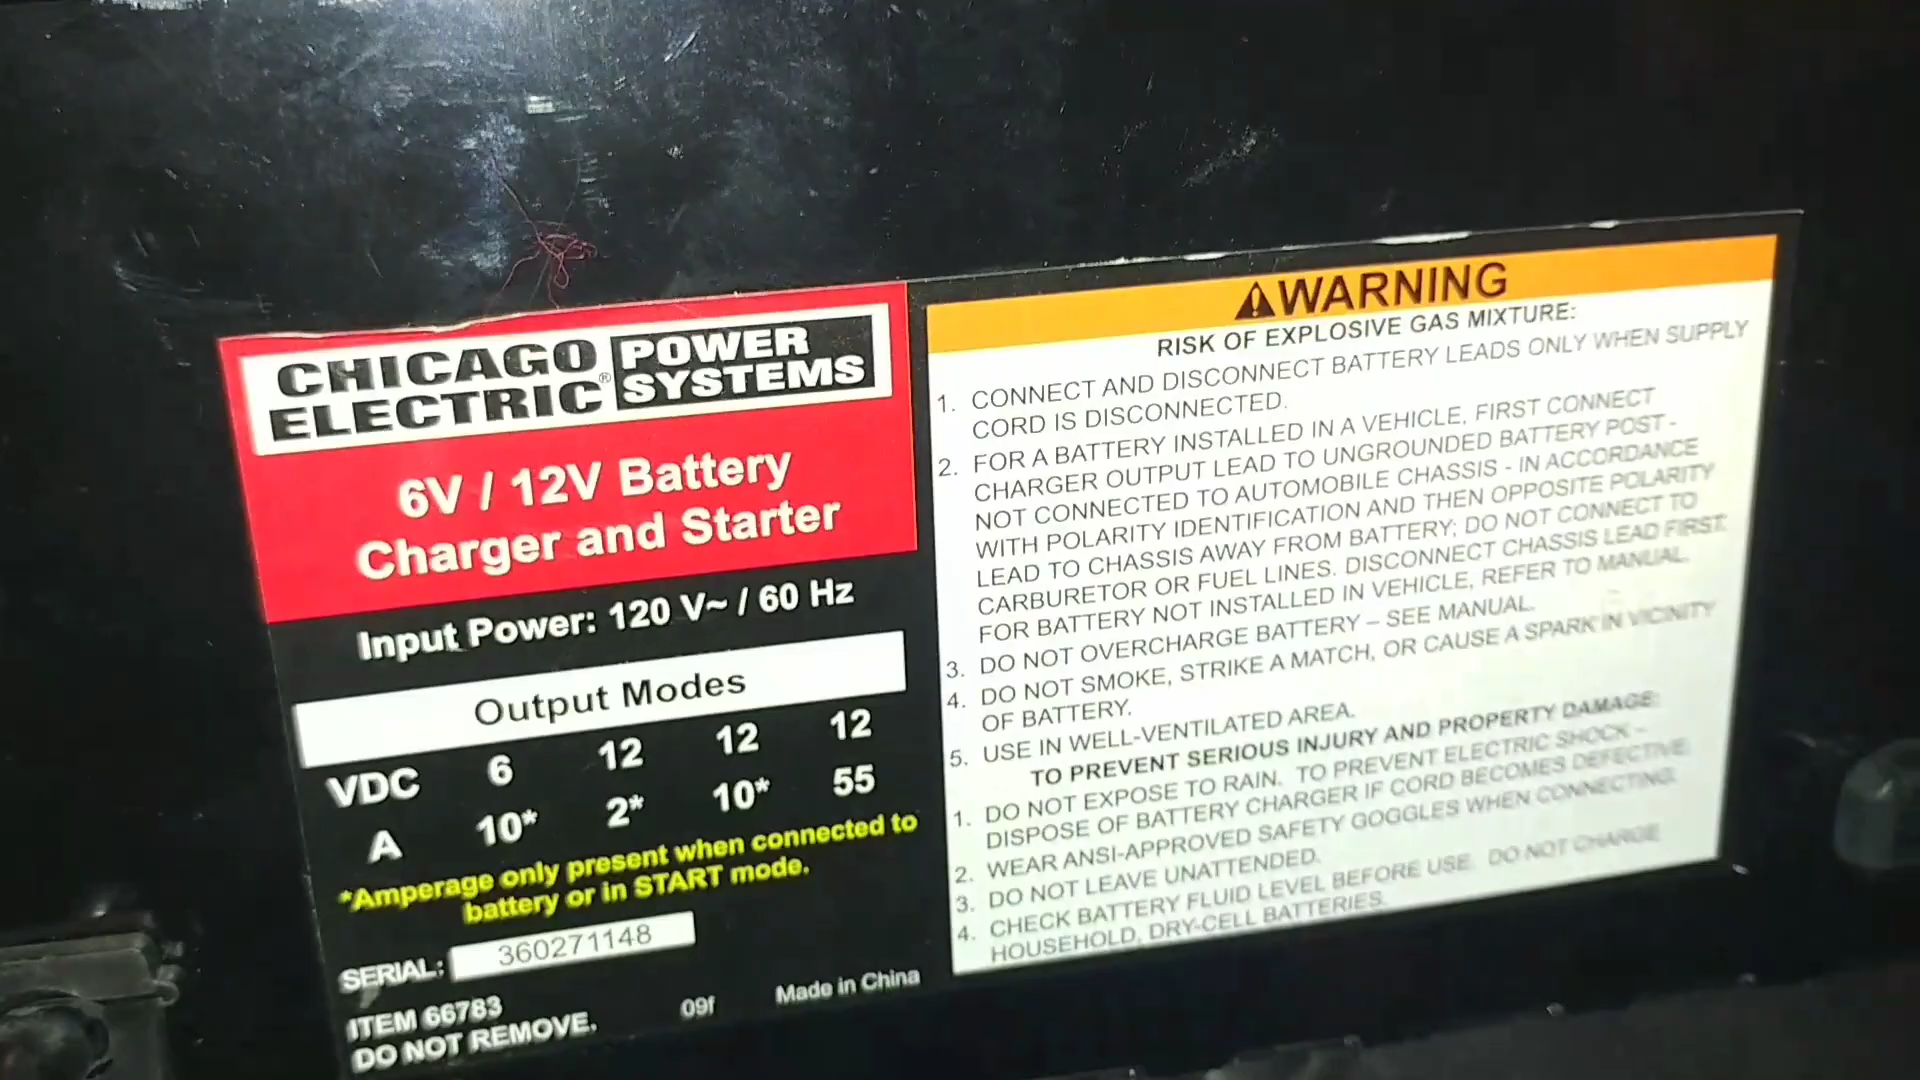 CHICAGO ELECTRIC® POWER SYSTEMS
6V / 12V Battery
Charger and Starter
Input Power: 120 V~ / 60 Hz
Output Modes
VDC 6 12 12 12
A 10* 2* 10* 55
*Amperage only present when connected to
battery or in START mode.
SERIAL: 360271148
ITEM 66783
DO NOT REMOVE.
09f
Made in China
⚠WARNING
RISK OF EXPLOSIVE GAS MIXTURE:
1. CONNECT AND DISCONNECT BATTERY LEADS ONLY WHEN SUPPLY
CORD IS DISCONNECTED.
2. FOR A BATTERY INSTALLED IN A VEHICLE, FIRST CONNECT
CHARGER OUTPUT LEAD TO UNGROUNDED BATTERY POST -
NOT CONNECTED TO AUTOMOBILE CHASSIS - IN ACCORDANCE
WITH POLARITY IDENTIFICATION AND THEN OPPOSITE POLARITY
LEAD TO CHASSIS AWAY FROM BATTERY; DO NOT CONNECT TO
CARBURETOR OR FUEL LINES. DISCONNECT CHASSIS LEAD FIRST.
FOR BATTERY NOT INSTALLED IN VEHICLE, REFER TO MANUAL.
3. DO NOT OVERCHARGE BATTERY – SEE MANUAL.
4. DO NOT SMOKE, STRIKE A MATCH, OR CAUSE A SPARK IN VICINITY
OF BATTERY.
5. USE IN WELL-VENTILATED AREA.
TO PREVENT SERIOUS INJURY AND PROPERTY DAMAGE:
1. DO NOT EXPOSE TO RAIN. TO PREVENT ELECTRIC SHOCK –
DISPOSE OF BATTERY CHARGER IF CORD BECOMES DEFECTIVE.
2. WEAR ANSI-APPROVED SAFETY GOGGLES WHEN CONNECTING.
3. DO NOT LEAVE UNATTENDED.
4. CHECK BATTERY FLUID LEVEL BEFORE USE. DO NOT CHARGE
HOUSEHOLD, DRY-CELL BATTERIES.